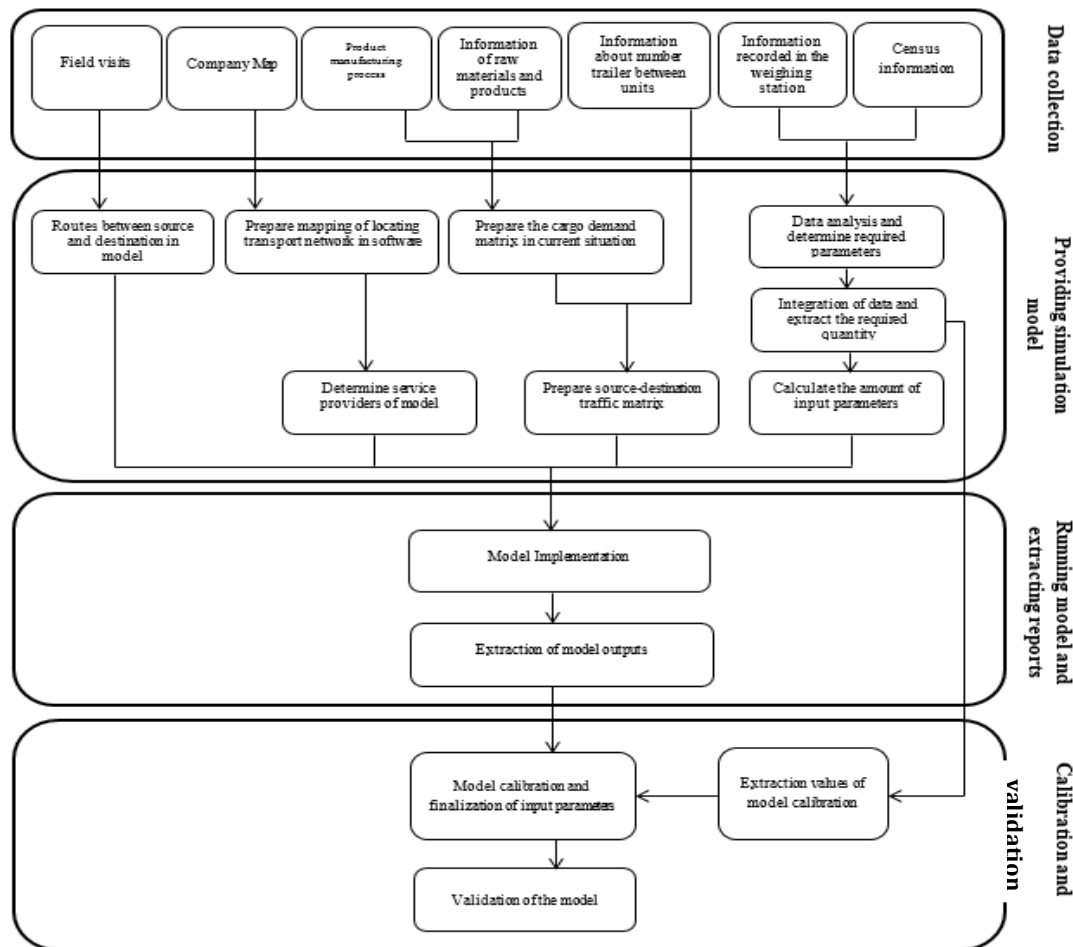 Field visits
Company Map
Product
manufacturing
process
Information
of raw
materials and
products
Information
about number
trailer between
units
Information
recorded in the
weighing
station
Census
information
Data collection
Routes between source
and destination in
model
Prepare mapping of locating
transport network in software
Prepare the cargo demand
matrix in current situation
Data analysis and
determine required
parameters
Integration of data and
extract the required
quantity
Determine service
providers of model
Prepare source-destination
traffic matrix
Calculate the amount of
input parameters
Providing simulation
model
Model Implementation
Extraction of model outputs
Running model and
extracting reports
Model calibration and
finalization of input parameters
Extraction values of
model calibration
Validation of the model
Calibration and
validation